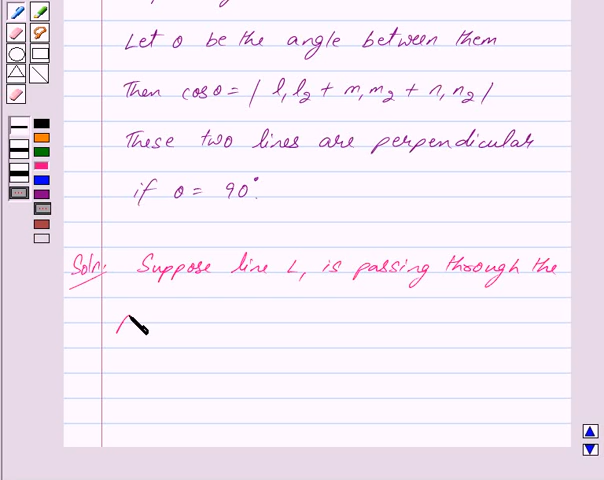 Let θ be the angle between them
Then cos θ = | l₁l₂ + m₁m₂ + n₁n₂ |
These two lines are perpendicular
if θ = 90°.
Soln: Suppose line L₁ is passing through the